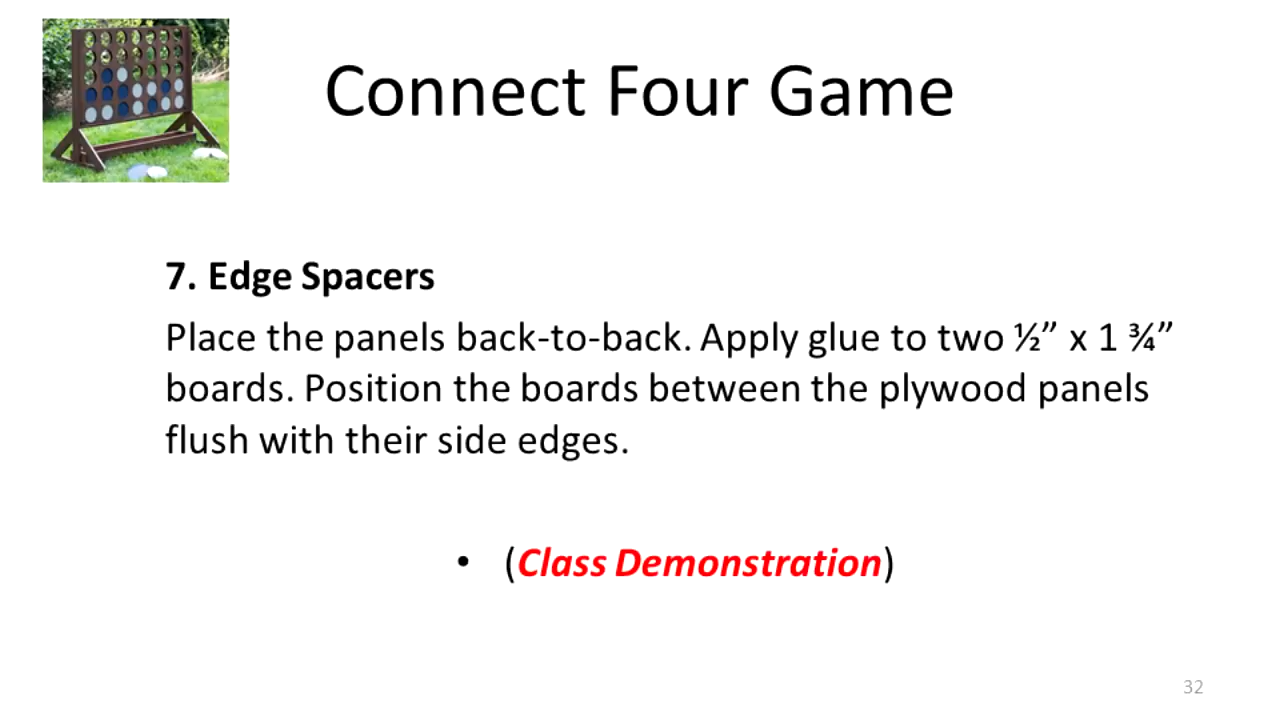 Connect Four Game
7. Edge Spacers
Place the panels back-to-back. Apply glue to two ½” x 1 ¾”
boards. Position the boards between the plywood panels
flush with their side edges.
• (Class Demonstration)
32